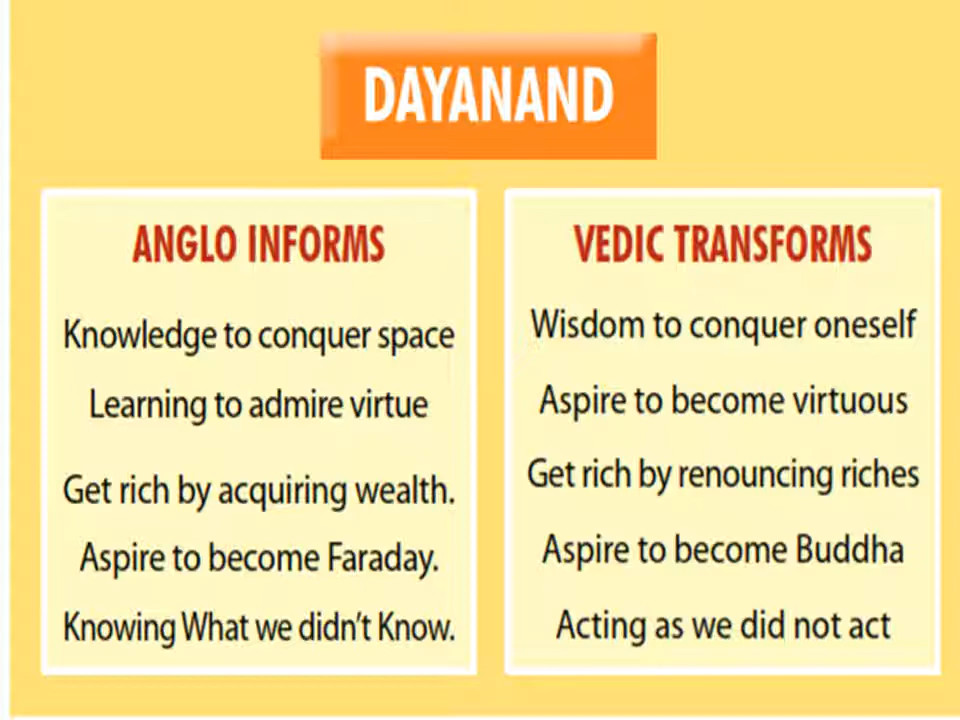 DAYANAND
ANGLO INFORMS
Knowledge to conquer space
Learning to admire virtue
Get rich by acquiring wealth.
Aspire to become Faraday.
Knowing What we didn't Know.
VEDIC TRANSFORMS
Wisdom to conquer oneself
Aspire to become virtuous
Get rich by renouncing riches
Aspire to become Buddha
Acting as we did not act